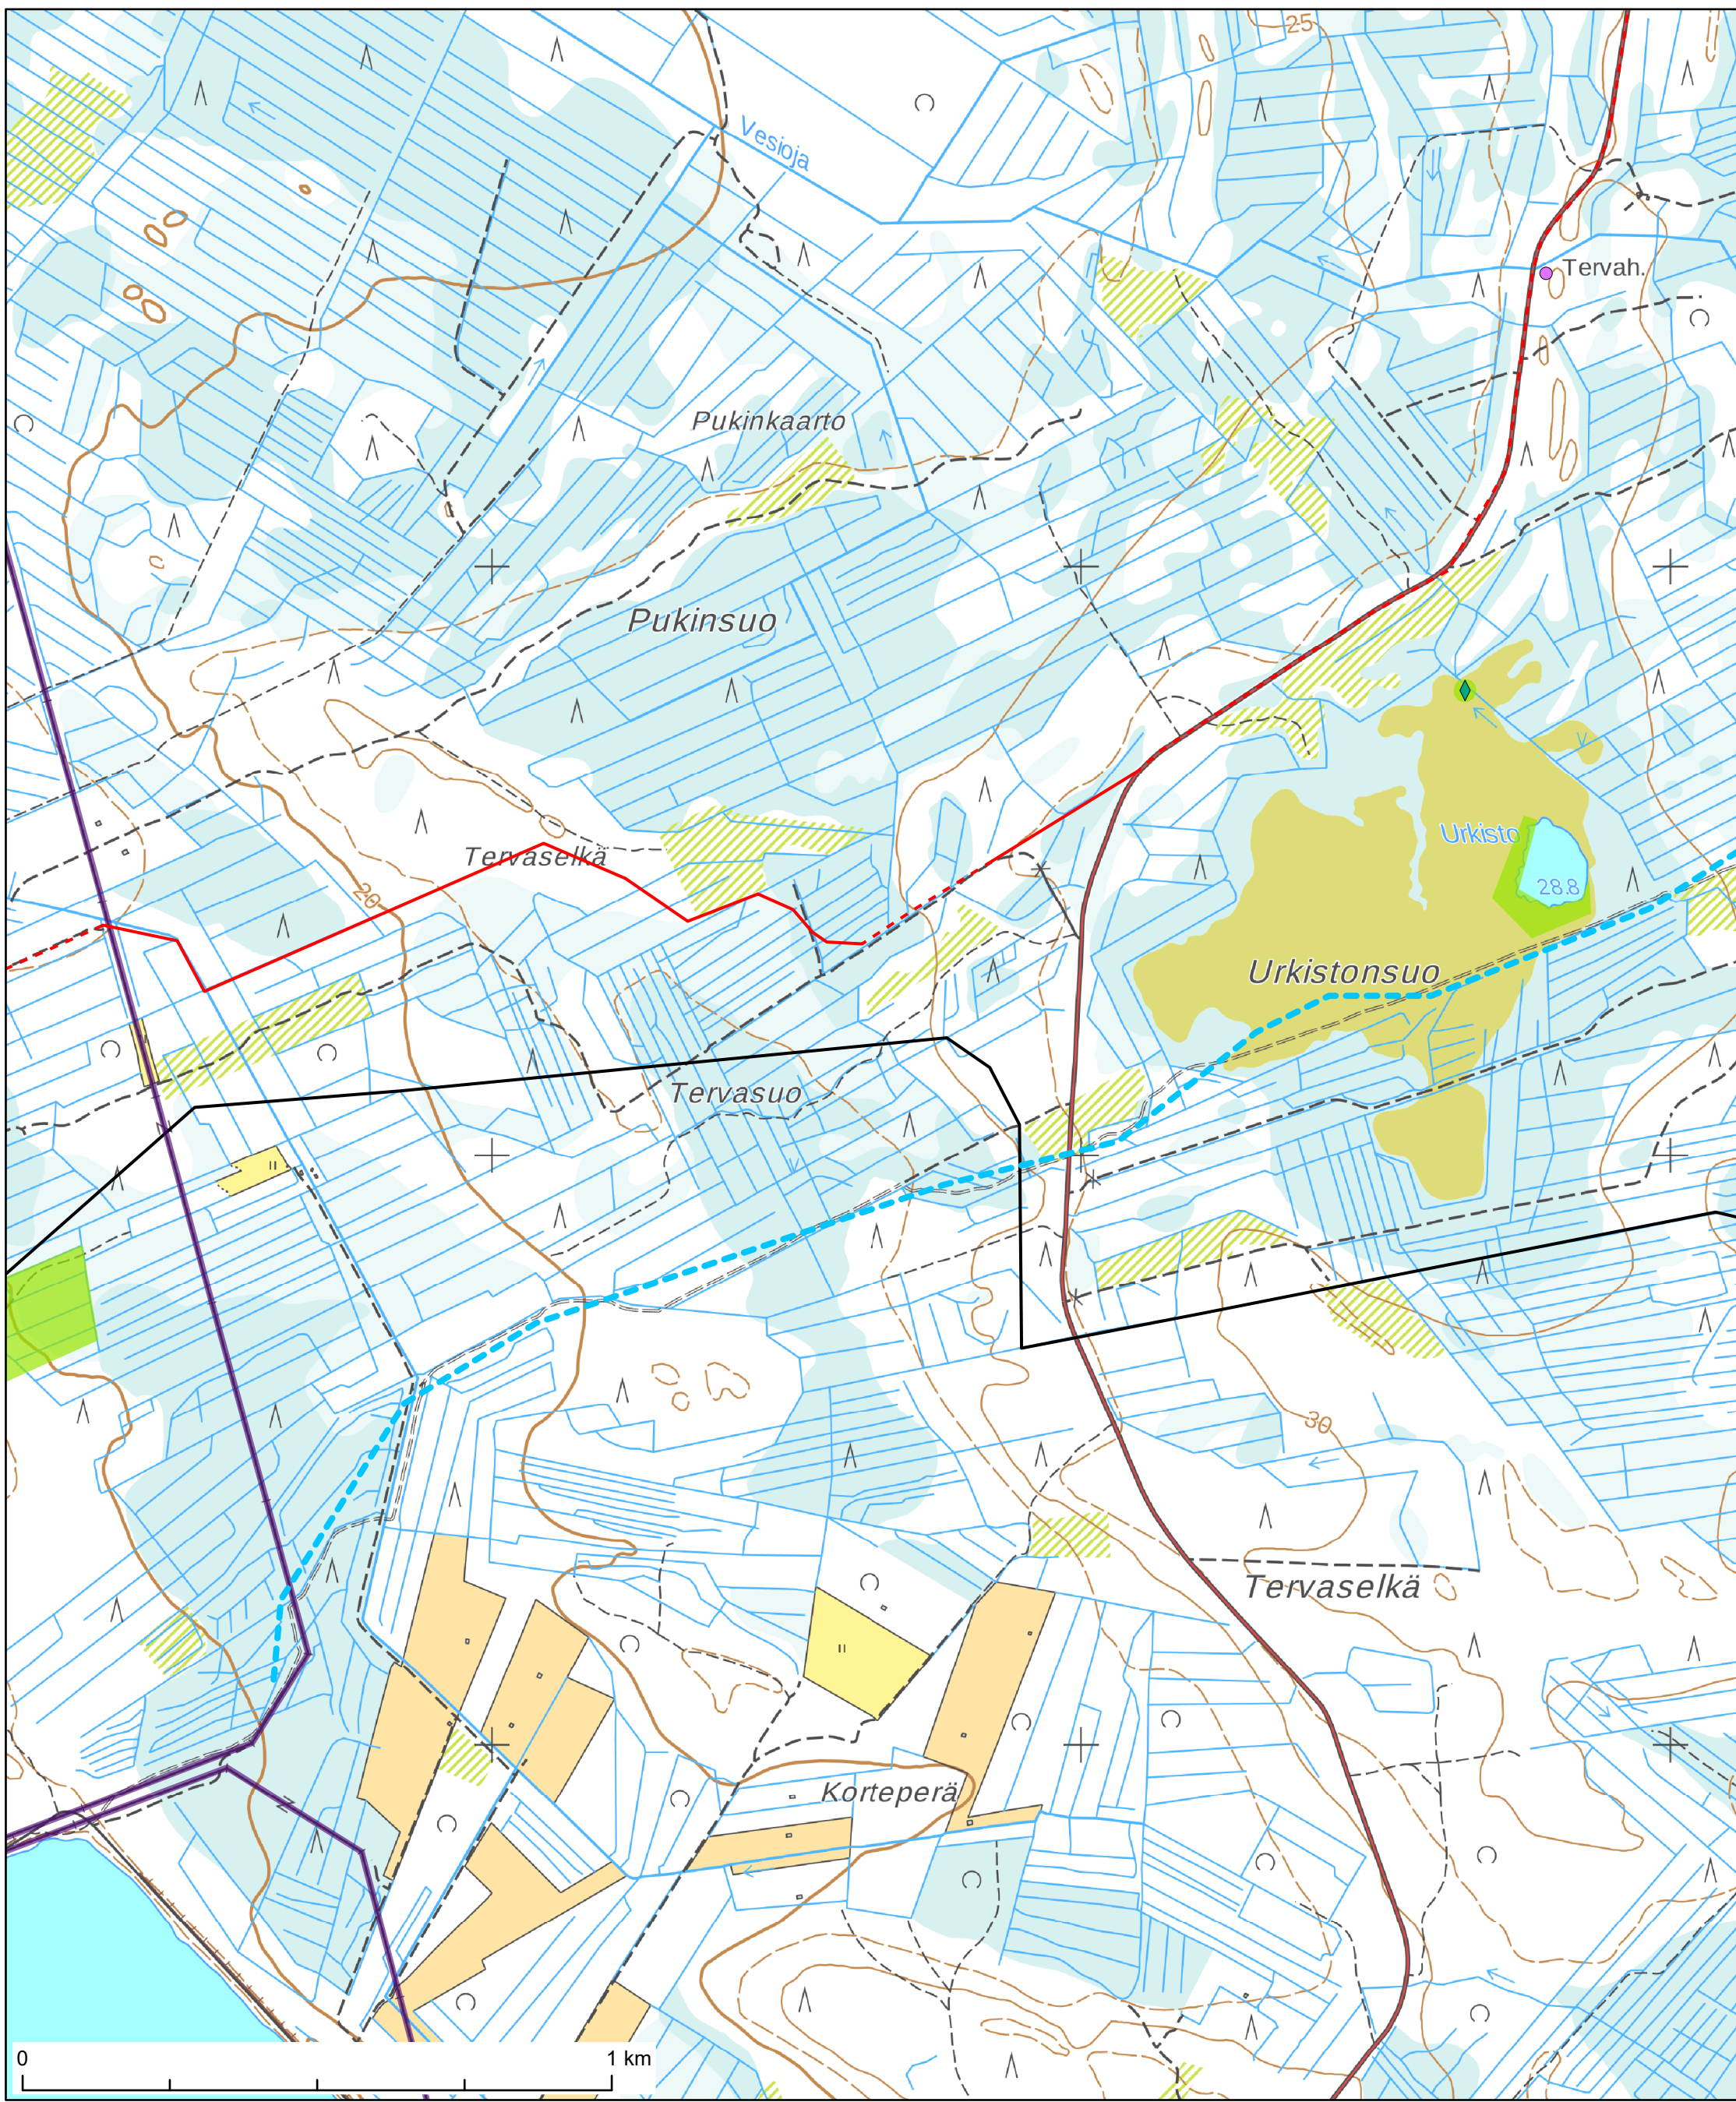 25
Vesioja
Tervah.
Pukinkaarto
Pukinsuo
Urkisto
Tervaselkä
28.8
20
Urkistonsuo
Tervasuo
30
Tervaselkä
Korteperä
0 1 km